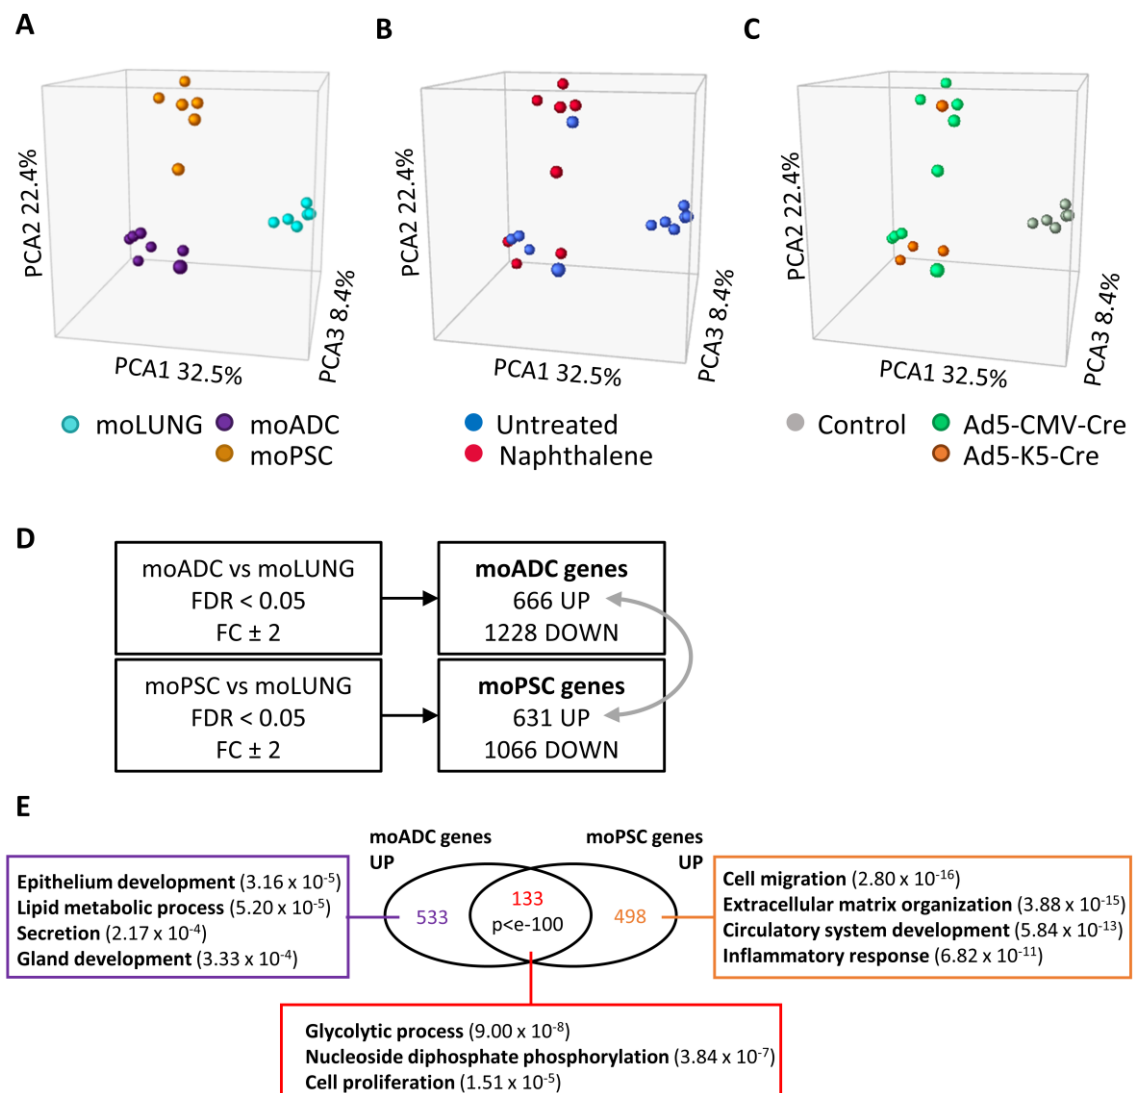 A
PCA2 22.4%
PCA1 32.5%
PCA3 8.4%
moLUNG
moADC
moPSC
B
PCA2 22.4%
PCA1 32.5%
PCA3 8.4%
Untreated
Naphthalene
C
PCA2 22.4%
PCA1 32.5%
PCA3 8.4%
Control
Ad5-CMV-Cre
Ad5-K5-Cre
D
moADC vs moLUNG
FDR < 0.05
FC ± 2
moADC genes
666 UP
1228 DOWN
moPSC vs moLUNG
FDR < 0.05
FC ± 2
moPSC genes
631 UP
1066 DOWN
E
moADC genes
UP
moPSC genes
UP
Epithelium development (3.16 x 10⁻⁵)
Lipid metabolic process (5.20 x 10⁻⁵)
Secretion (2.17 x 10⁻⁴)
Gland development (3.33 x 10⁻⁴)
533
133
p<e-100
498
Cell migration (2.80 x 10⁻¹⁶)
Extracellular matrix organization (3.88 x 10⁻¹⁵)
Circulatory system development (5.84 x 10⁻¹³)
Inflammatory response (6.82 x 10⁻¹¹)
Glycolytic process (9.00 x 10⁻⁸)
Nucleoside diphosphate phosphorylation (3.84 x 10⁻⁷)
Cell proliferation (1.51 x 10⁻⁵)